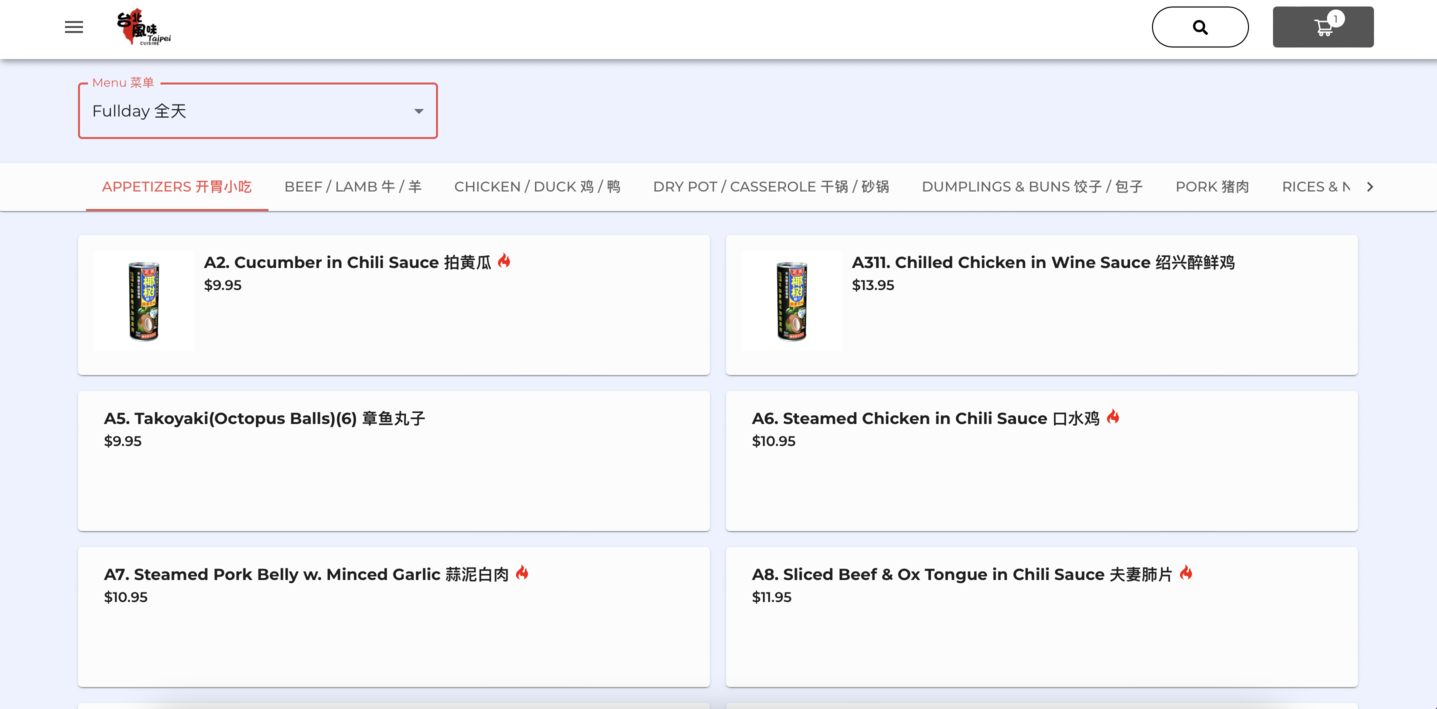 台北
風味
Taipei
CUISINE
1
Menu 菜单
Fullday 全天
APPETIZERS 开胃小吃
BEEF / LAMB 牛 / 羊
CHICKEN / DUCK 鸡 / 鸭
DRY POT / CASSEROLE 干锅 / 砂锅
DUMPLINGS & BUNS 饺子 / 包子
PORK 猪肉
RICES & N
A2. Cucumber in Chili Sauce 拍黄瓜
$9.95
A311. Chilled Chicken in Wine Sauce 绍兴醉鲜鸡
$13.95
A5. Takoyaki(Octopus Balls)(6) 章鱼丸子
$9.95
A6. Steamed Chicken in Chili Sauce 口水鸡
$10.95
A7. Steamed Pork Belly w. Minced Garlic 蒜泥白肉
$10.95
A8. Sliced Beef & Ox Tongue in Chili Sauce 夫妻肺片
$11.95